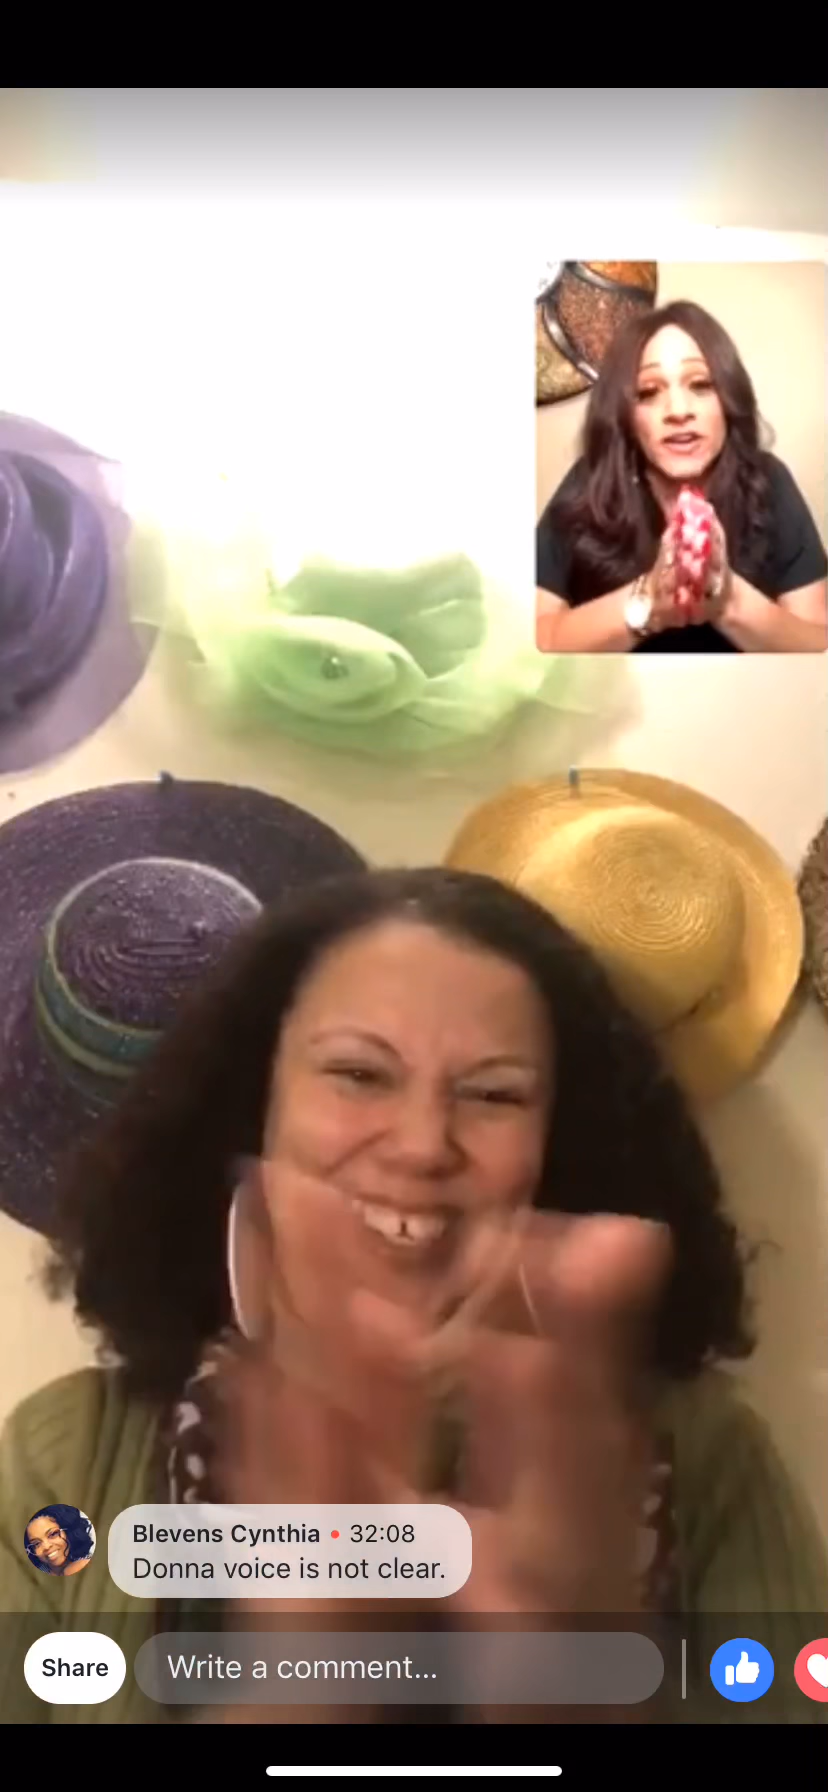 Blevens Cynthia • 32:08
Donna voice is not clear.
Share
Write a comment...